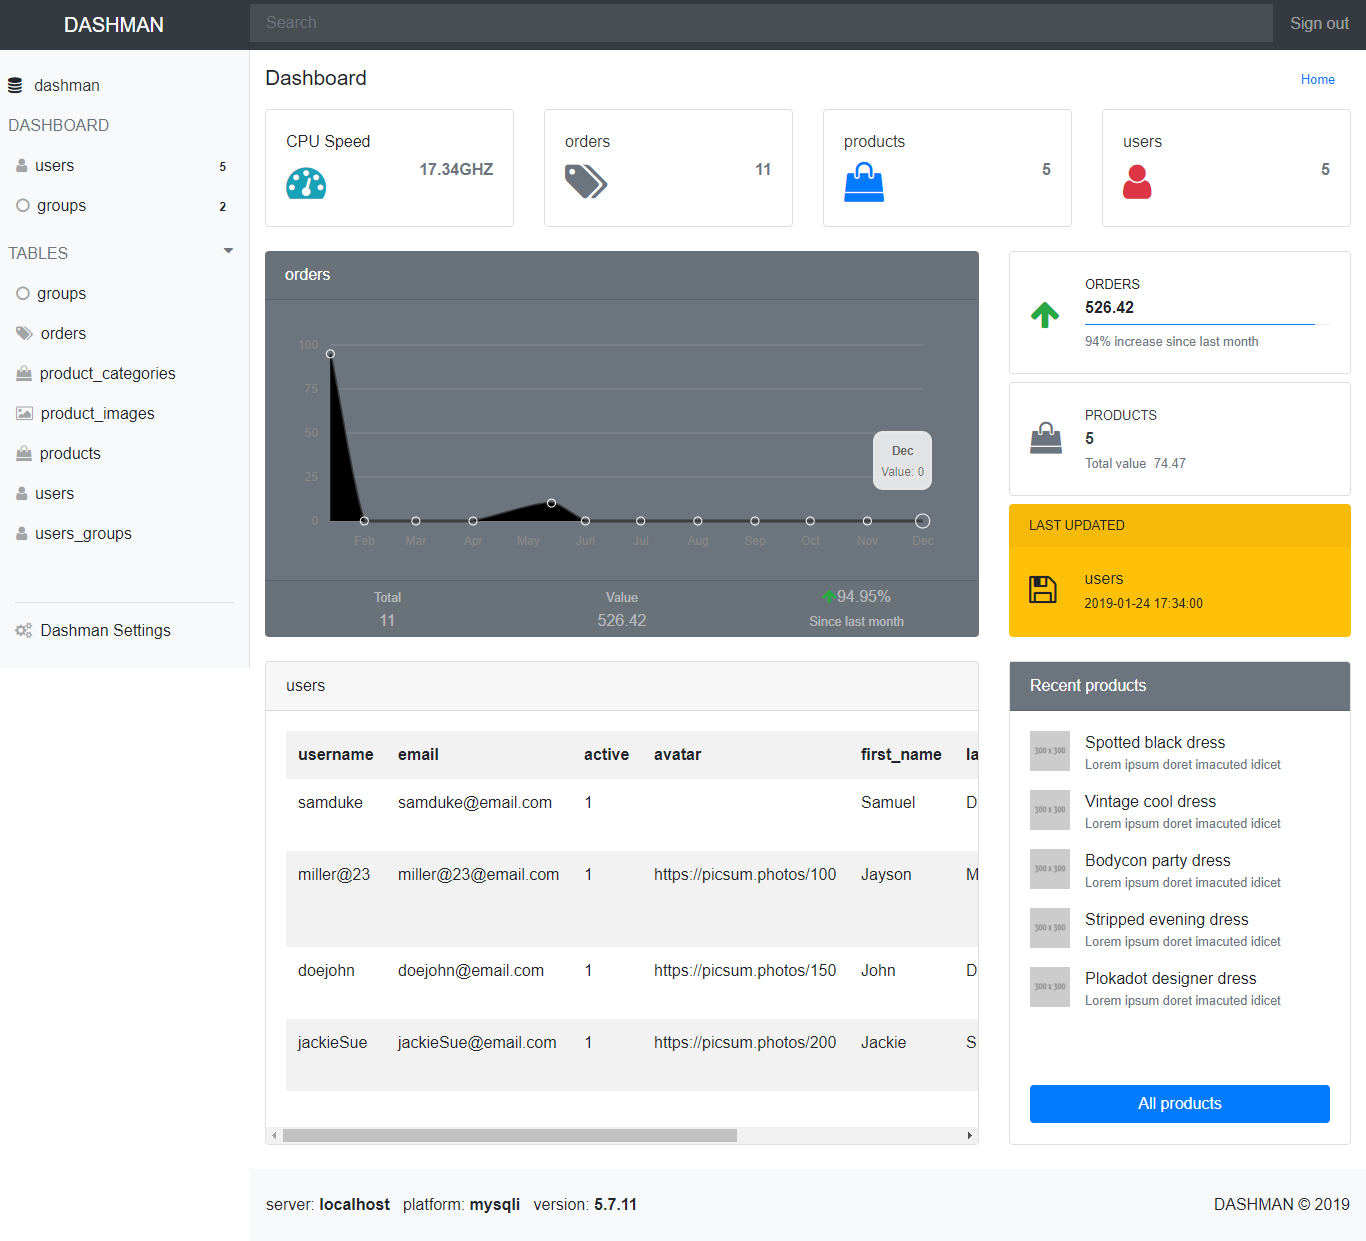 DASHMAN
Search
Sign out
dashman
DASHBOARD
users 5
groups 2
TABLES
groups
orders
product_categories
product_images
products
users
users_groups
Dashman Settings
Dashboard
Home
CPU Speed
17.34GHZ
orders
11
products
5
users
5
orders
100
75
50
25
0
Feb Mar Apr May Jun Jul Aug Sep Oct Nov Dec
Dec
Value: 0
Total
11
Value
526.42
94.95%
Since last month
ORDERS
526.42
94% increase since last month
PRODUCTS
5
Total value 74.47
LAST UPDATED
users
2019-01-24 17:34:00
users
username email active avatar first_name la
samduke samduke@email.com 1 Samuel D
miller@23 miller@23@email.com 1 https://picsum.photos/100 Jayson M
doejohn doejohn@email.com 1 https://picsum.photos/150 John D
jackieSue jackieSue@email.com 1 https://picsum.photos/200 Jackie S
Recent products
300 x 300
Spotted black dress
Lorem ipsum doret imacuted idicet
300 x 300
Vintage cool dress
Lorem ipsum doret imacuted idicet
300 x 300
Bodycon party dress
Lorem ipsum doret imacuted idicet
300 x 300
Stripped evening dress
Lorem ipsum doret imacuted idicet
300 x 300
Plokadot designer dress
Lorem ipsum doret imacuted idicet
All products
server: localhost platform: mysqli version: 5.7.11
DASHMAN © 2019